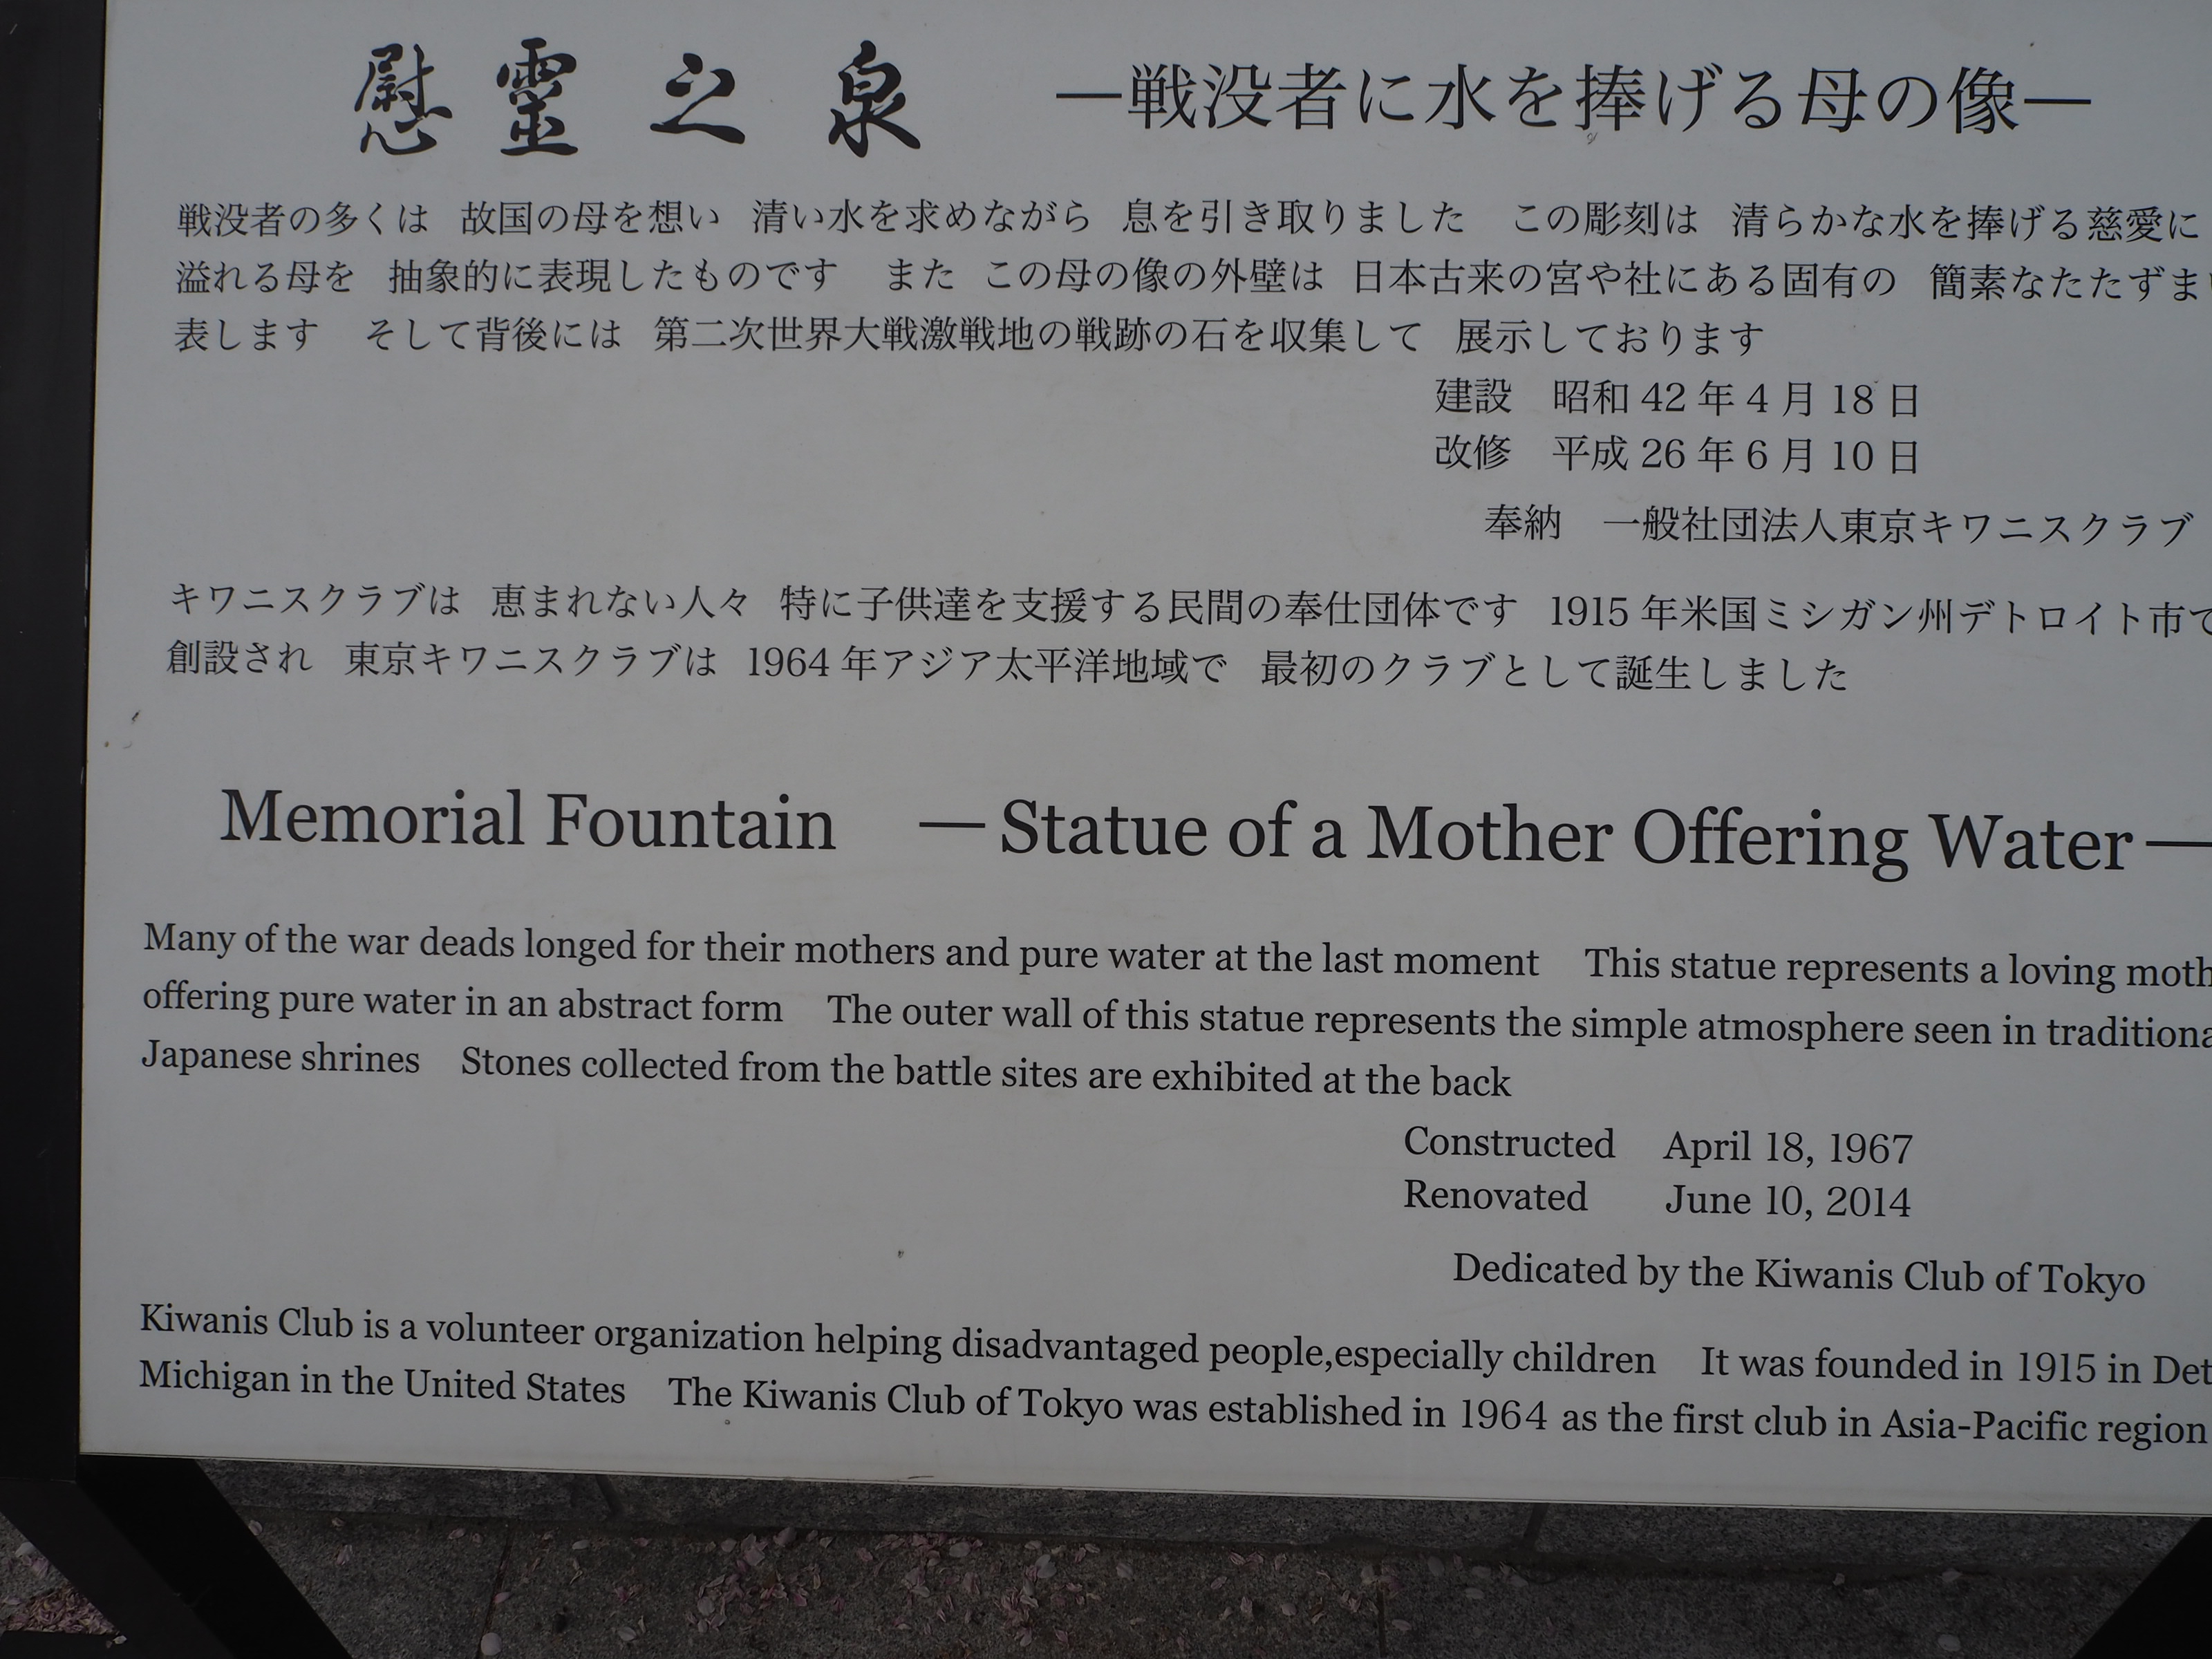 慰霊之泉 ―戦没者に水を捧げる母の像―
戦没者の多くは 故国の母を想い 清い水を求めながら 息を引き取りました この彫刻は 清らかな水を捧げる慈愛に
溢れる母を 抽象的に表現したものです また この母の像の外壁は 日本古来の宮や社にある固有の 簡素なたたずま
表します そして背後には 第二次世界大戦激戦地の戦跡の石を収集して 展示しております
建設 昭和 42 年 4 月 18 日
改修 平成 26 年 6 月 10 日
奉納 一般社団法人東京キワニスクラブ
キワニスクラブは 恵まれない人々 特に子供達を支援する民間の奉仕団体です 1915 年米国ミシガン州デトロイト市で
創設され 東京キワニスクラブは 1964 年アジア太平洋地域で 最初のクラブとして誕生しました
Memorial Fountain ―Statue of a Mother Offering Water―
Many of the war deads longed for their mothers and pure water at the last moment This statue represents a loving moth
offering pure water in an abstract form The outer wall of this statue represents the simple atmosphere seen in traditiona
Japanese shrines Stones collected from the battle sites are exhibited at the back
Constructed April 18, 1967
Renovated June 10, 2014
Dedicated by the Kiwanis Club of Tokyo
Kiwanis Club is a volunteer organization helping disadvantaged people,especially children It was founded in 1915 in Det
Michigan in the United States The Kiwanis Club of Tokyo was established in 1964 as the first club in Asia-Pacific region